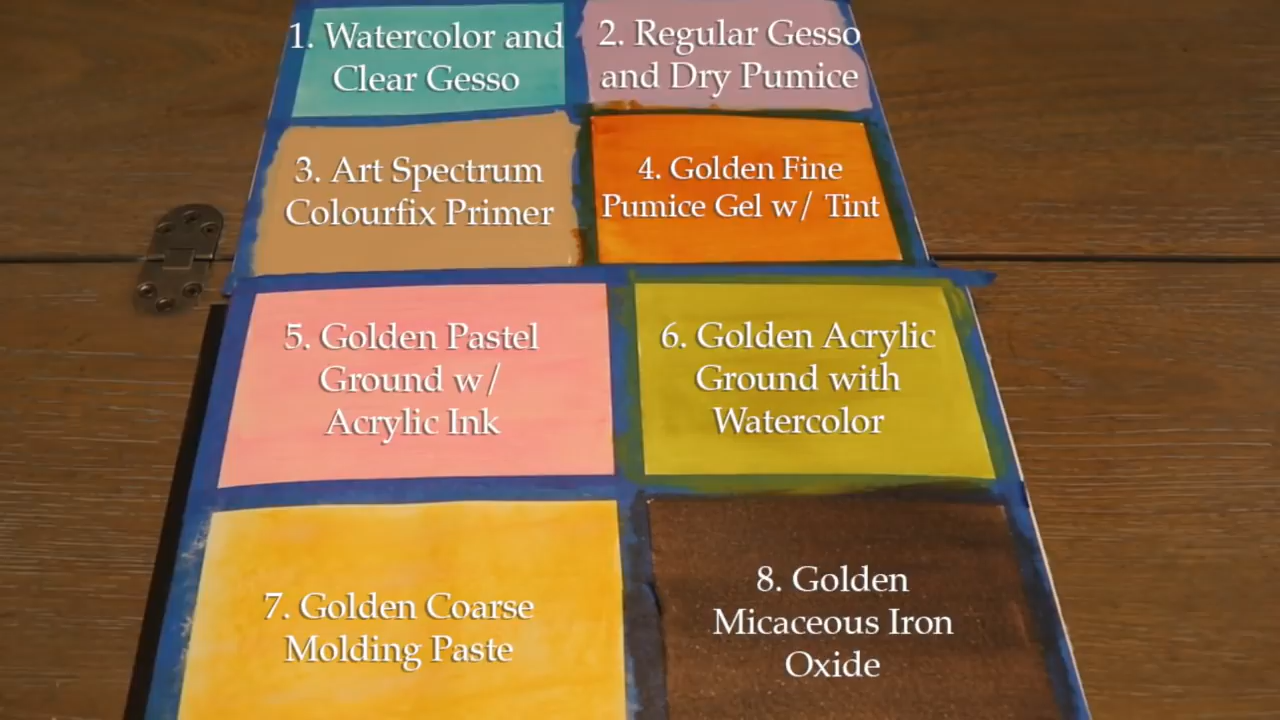 1. Watercolor and
Clear Gesso
2. Regular Gesso
and Dry Pumice
3. Art Spectrum
Colourfix Primer
4. Golden Fine
Pumice Gel w/ Tint
5. Golden Pastel
Ground w/
Acrylic Ink
6. Golden Acrylic
Ground with
Watercolor
7. Golden Coarse
Molding Paste
8. Golden
Micaceous Iron
Oxide